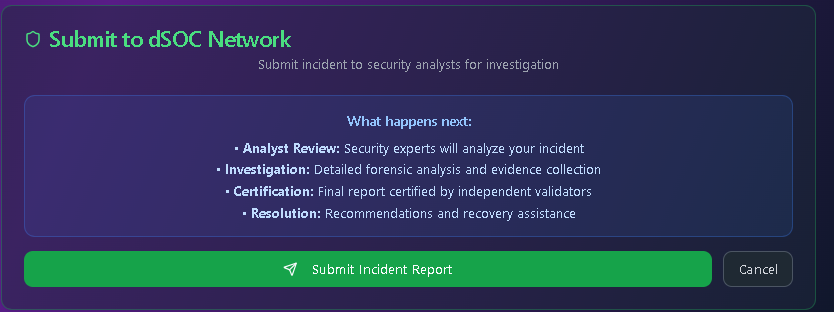 Submit to dSOC Network
Submit incident to security analysts for investigation
What happens next:
• Analyst Review: Security experts will analyze your incident
• Investigation: Detailed forensic analysis and evidence collection
• Certification: Final report certified by independent validators
• Resolution: Recommendations and recovery assistance
Submit Incident Report
Cancel